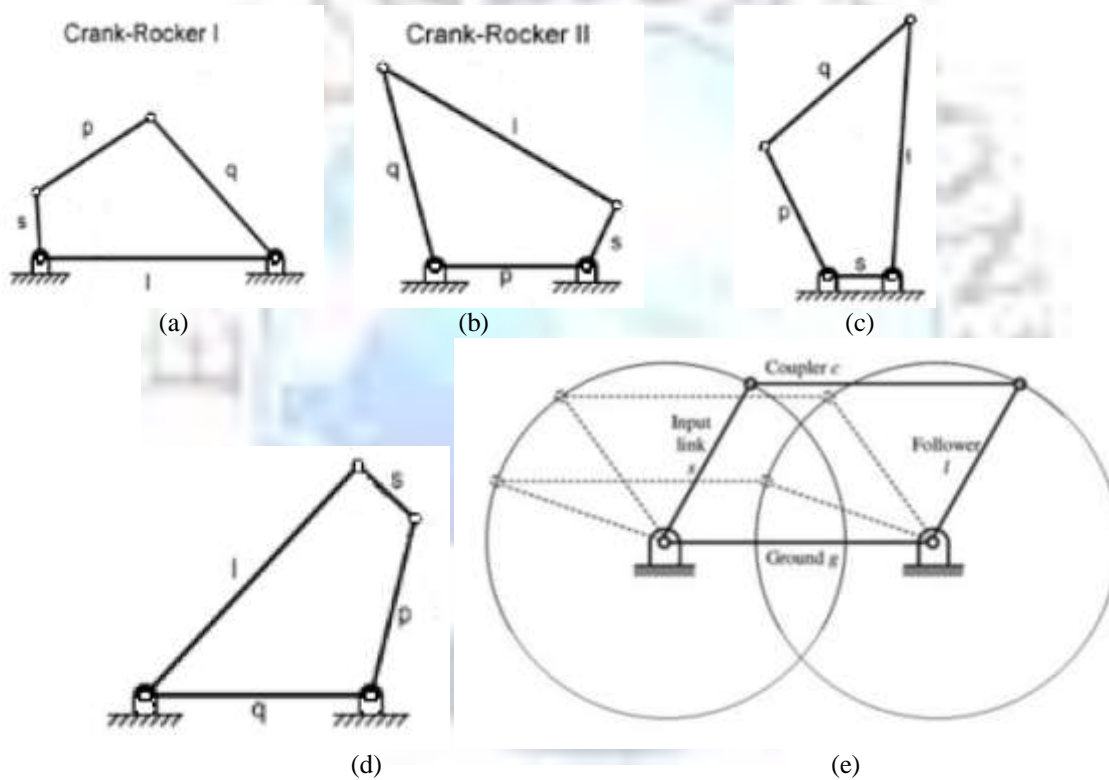 Crank-Rocker I
p
q
s
l
(a)
Crank-Rocker II
l
q
s
p
(b)
q
l
p
s
(c)
s
l
p
q
(d)
Coupler c
Input
link
s
Follower
l
Ground g
(e)